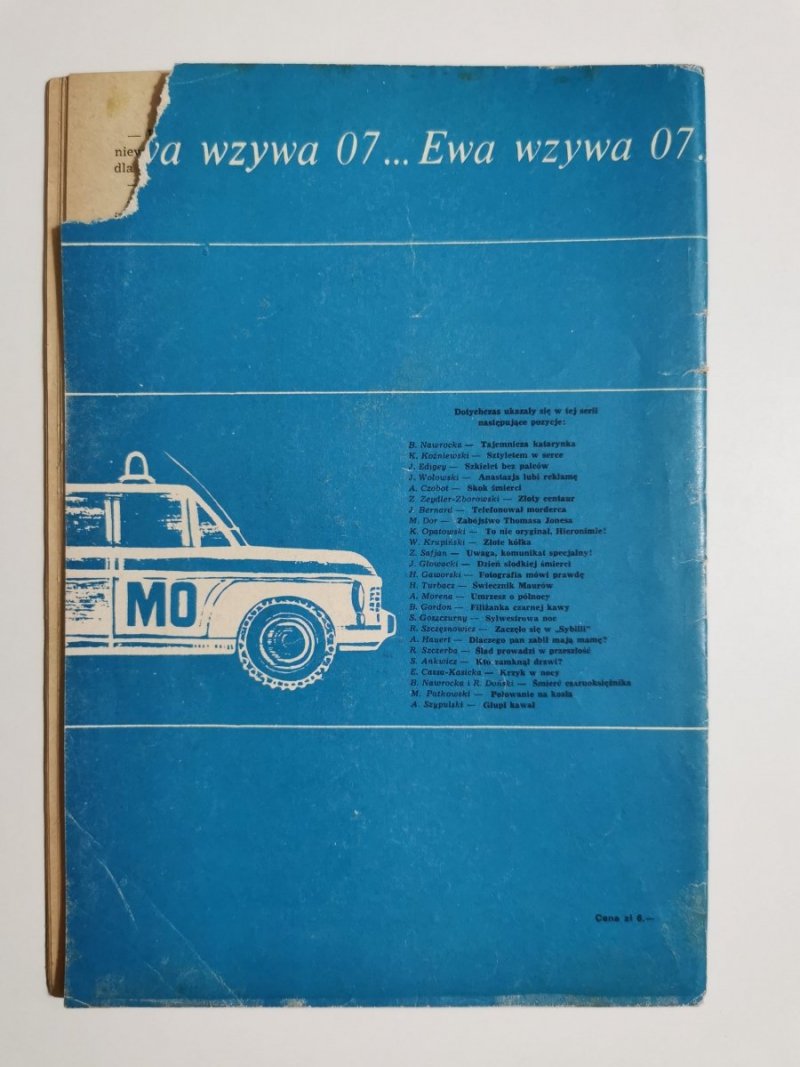 niew
dla
wa wzywa 07... Ewa wzywa 07.
Dotychczas ukazały się w tej serii
następujące pozycje:
B. Nawrocka — Tajemnicza katarynka
K. Koźniewski — Sztyletem w serce
J. Edigey — Szkielet bez palców
J. Wołowski — Anastazja lubi reklamę
A. Czobot — Skok śmierci
Z. Zeydler-Zborowski — Złoty centaur
J. Bernard — Telefonował morderca
M. Dor — Zabójstwo Thomasa Jonesa
K. Opatowski — To nie oryginał, Hieronimie!
W. Krupiński — Złote kółka
Z. Safjan — Uwaga, komunikat specjalny!
J. Głowacki — Dzień słodkiej śmierci
H. Gaworski — Fotografia mówi prawdę
H. Turbacz — Świecznik Maurów
A. Morena — Umrzesz o północy
B. Gordon — Filiżanka czarnej kawy
S. Goszczurny — Sylwestrowa noc
R. Szczęsnowicz — Zaczęło się w „Sybilli”
A. Hauert — Dlaczego pan zabił moją mamę?
R. Szczerba — Ślad prowadzi w przeszłość
S. Ankwicz — Kto zamknął drzwi?
E. Cassa-Kasicka — Krzyk w nocy
B. Nawrocka i R. Doński — Śmierć czarnoksiężnika
M. Patkowski — Polowanie na kozła
A. Szypulski — Głupi kawał
MO
Cena zł 6.—